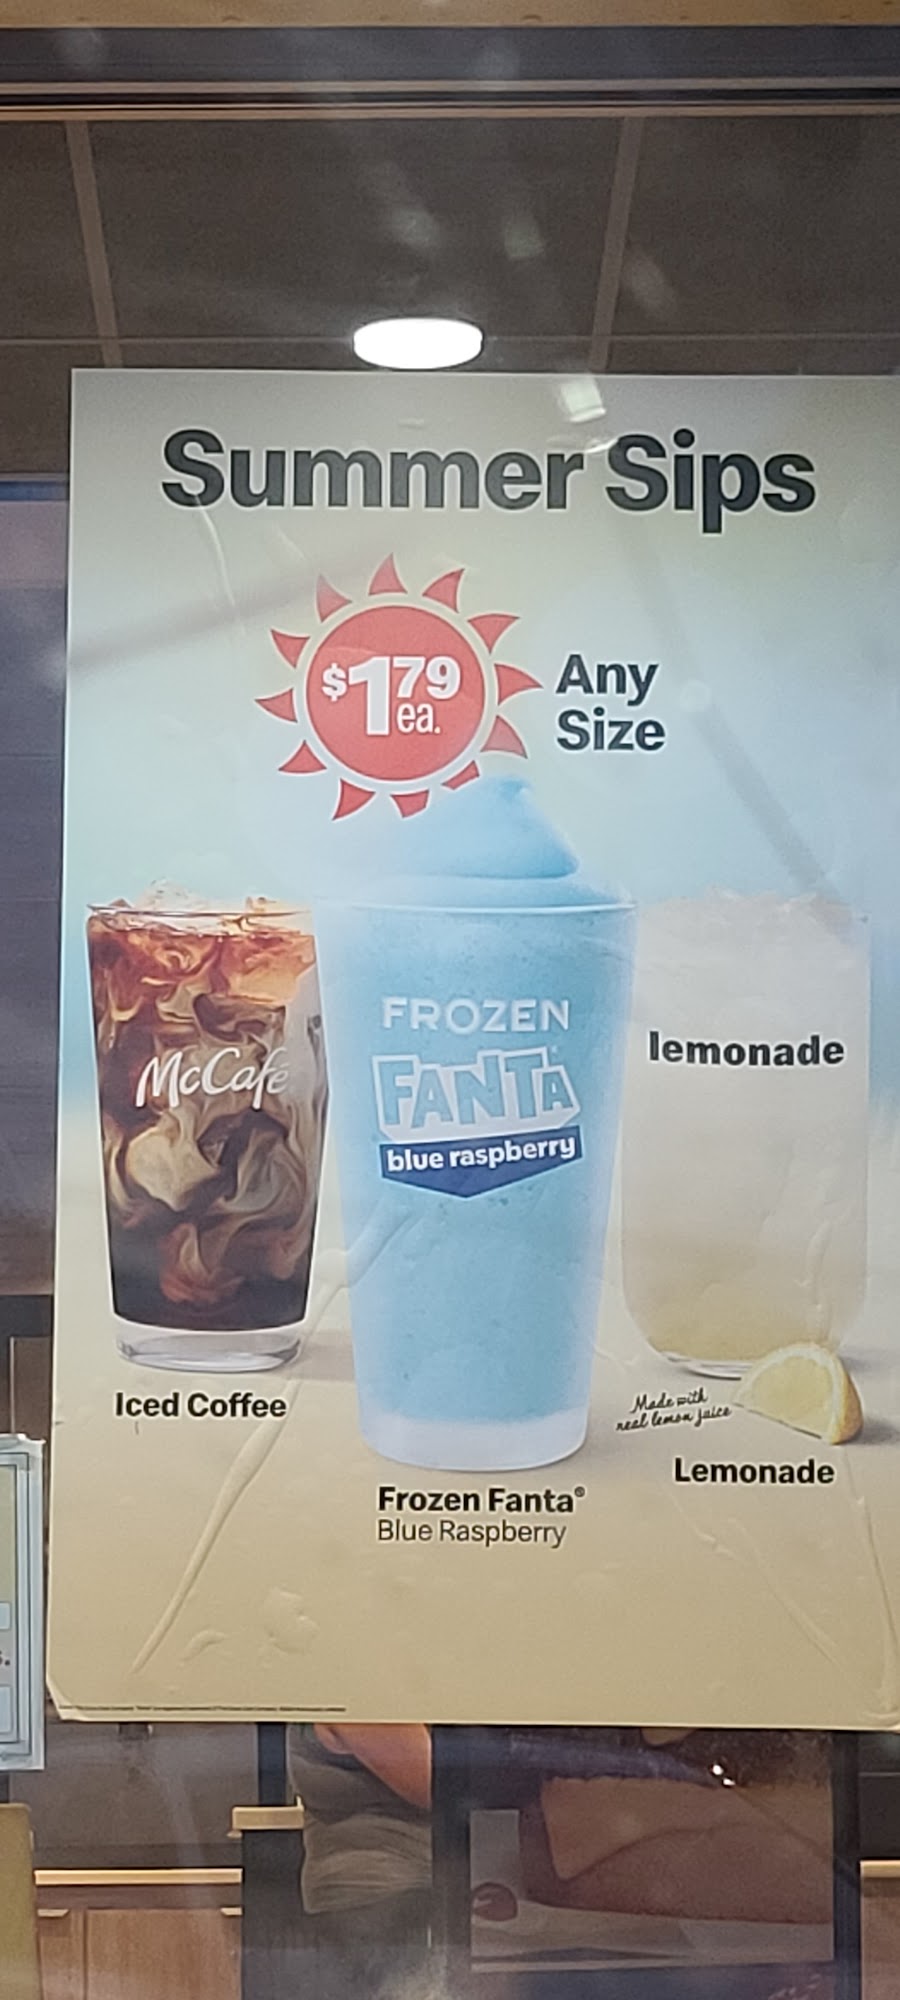 Summer Sips
$1.79
ea.
Any
Size
McCafé
FROZEN
FANTA
blue raspberry
lemonade
Iced Coffee
Made with
real lemon juice
Lemonade
Frozen Fanta®
Blue Raspberry